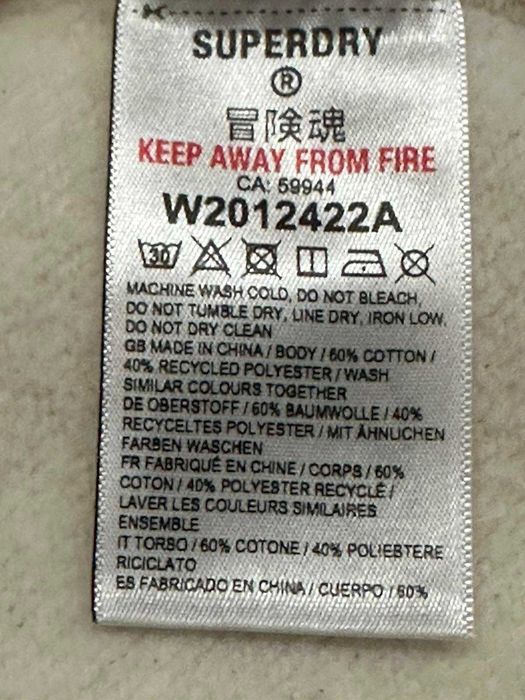 SUPERDRY
®
冒険魂
KEEP AWAY FROM FIRE
CA: 59944
W2012422A
30
MACHINE WASH COLD, DO NOT BLEACH,
DO NOT TUMBLE DRY, LINE DRY, IRON LOW,
DO NOT DRY CLEAN
GB MADE IN CHINA / BODY / 60% COTTON /
40% RECYCLED POLYESTER / WASH
SIMILAR COLOURS TOGETHER
DE OBERSTOFF / 60% BAUMWOLLE / 40%
RECYCELTES POLYESTER / MIT ÄHNLICHEN
FARBEN WASCHEN
FR FABRIQUÉ EN CHINE / CORPS / 60%
COTON / 40% POLYESTER RECYCLÉ /
LAVER LES COULEURS SIMILAIRES
ENSEMBLE
IT TORSO / 60% COTONE / 40% POLIESTERE
RICICLATO
ES FABRICADO EN CHINA / CUERPO / 60%